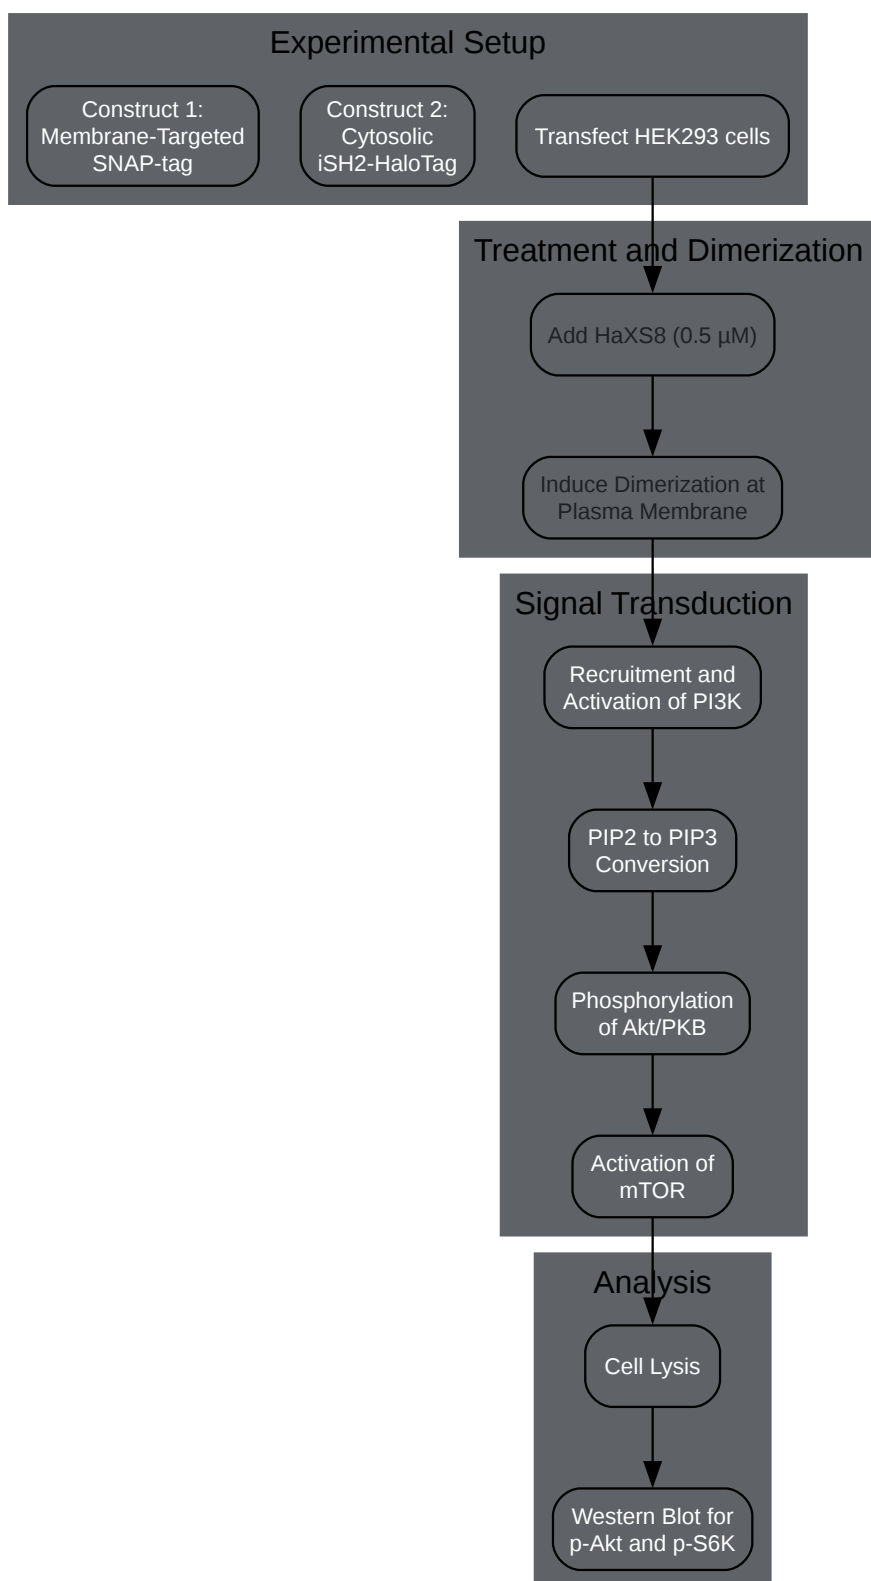 Experimental Setup
Construct 1:
Membrane-Targeted
SNAP-tag
Construct 2:
Cytosolic
iSH2-HaloTag
Transfect HEK293 cells
Treatment and Dimerization
Add HaXS8 (0.5 µM)
Induce Dimerization at
Plasma Membrane
Signal Transduction
Recruitment and
Activation of PI3K
PIP2 to PIP3
Conversion
Phosphorylation
of Akt/PKB
Activation of
mTOR
Analysis
Cell Lysis
Western Blot for
p-Akt and p-S6K